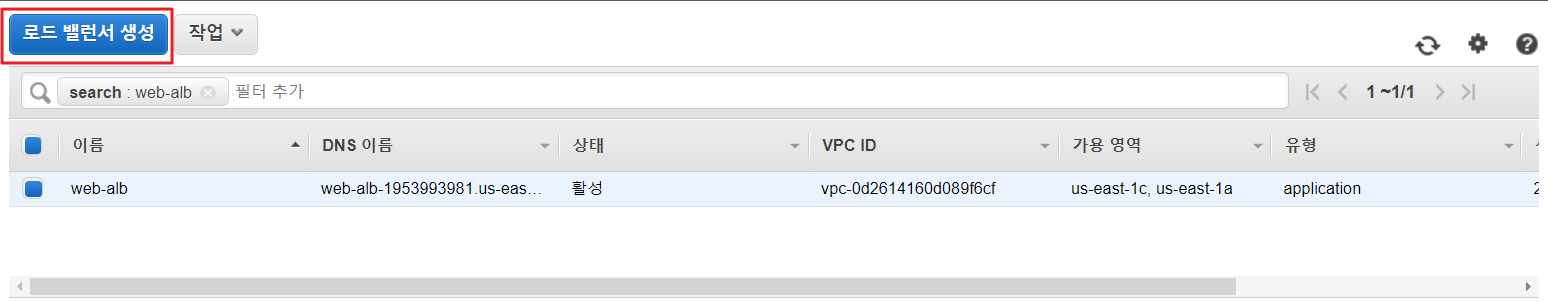 로드 밸런서 생성 작업
search : web-alb 필터 추가 1 ~1/1
이름 DNS 이름 상태 VPC ID 가용 영역 유형
web-alb web-alb-1953993981.us-eas… 활성 vpc-0d2614160d089f6cf us-east-1c, us-east-1a application